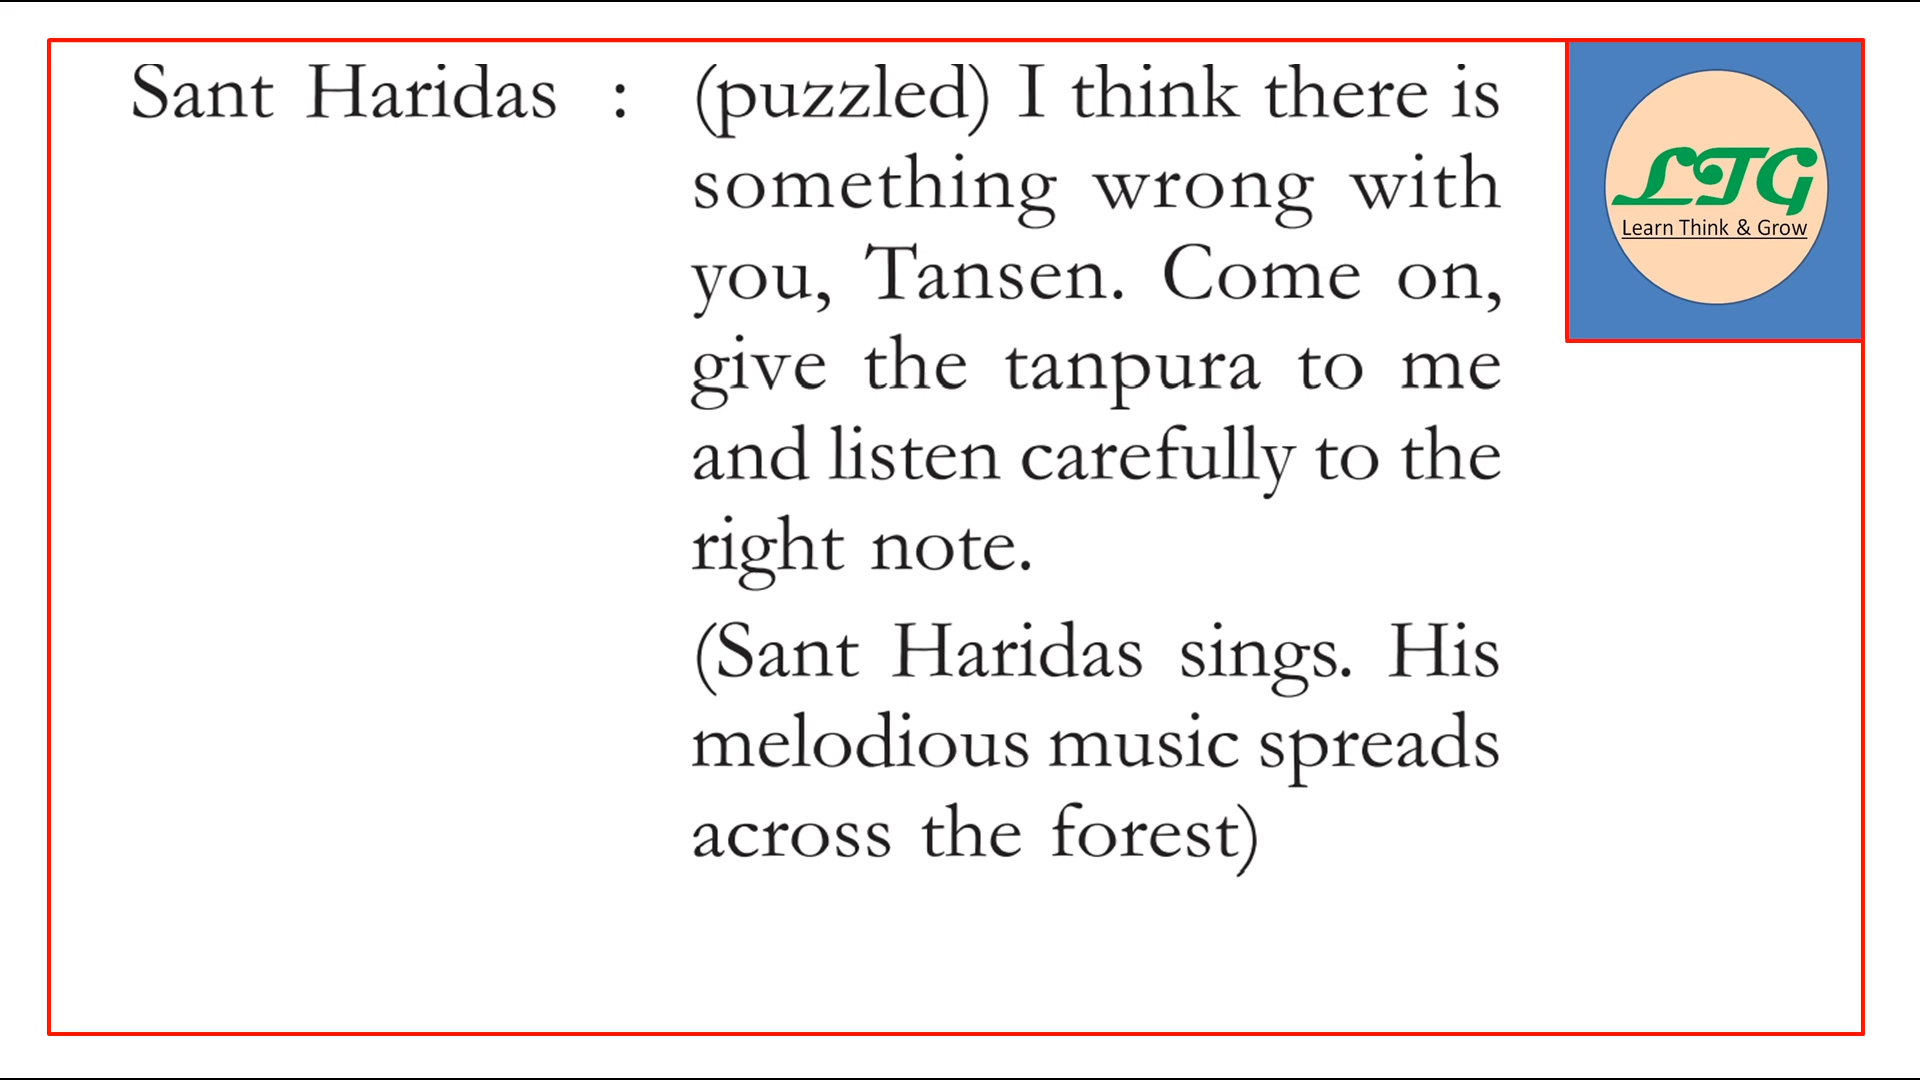 Sant Haridas : (puzzled) I think there is
something wrong with
you, Tansen. Come on,
give the tanpura to me
and listen carefully to the
right note.
(Sant Haridas sings. His
melodious music spreads
across the forest)
LTG
Learn Think & Grow